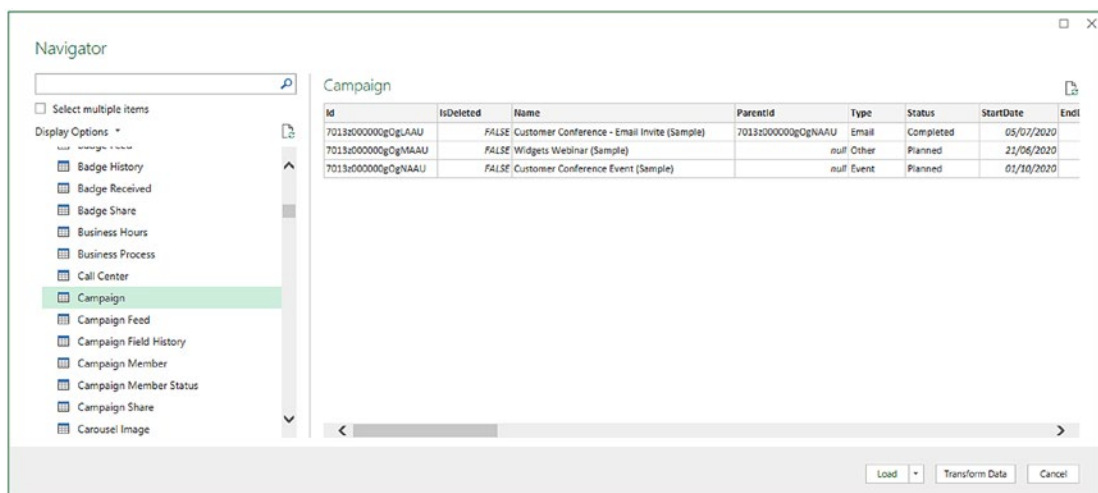 Navigator
Select multiple items
Display Options
Badge Feed
Badge History
Badge Received
Badge Share
Business Hours
Business Process
Call Center
Campaign
Campaign Feed
Campaign Field History
Campaign Member
Campaign Member Status
Campaign Share
Carousel Image
Campaign
Id IsDeleted Name ParentId Type Status StartDate EndD
7013z000000gOgLAAU FALSE Customer Conference - Email Invite (Sample) 7013z000000gOgNAAU Email Completed 05/07/2020
7013z000000gOgMAAU FALSE Widgets Webinar (Sample) null Other Planned 21/06/2020
7013z000000gOgNAAU FALSE Customer Conference Event (Sample) null Event Planned 01/10/2020
Load Transform Data Cancel